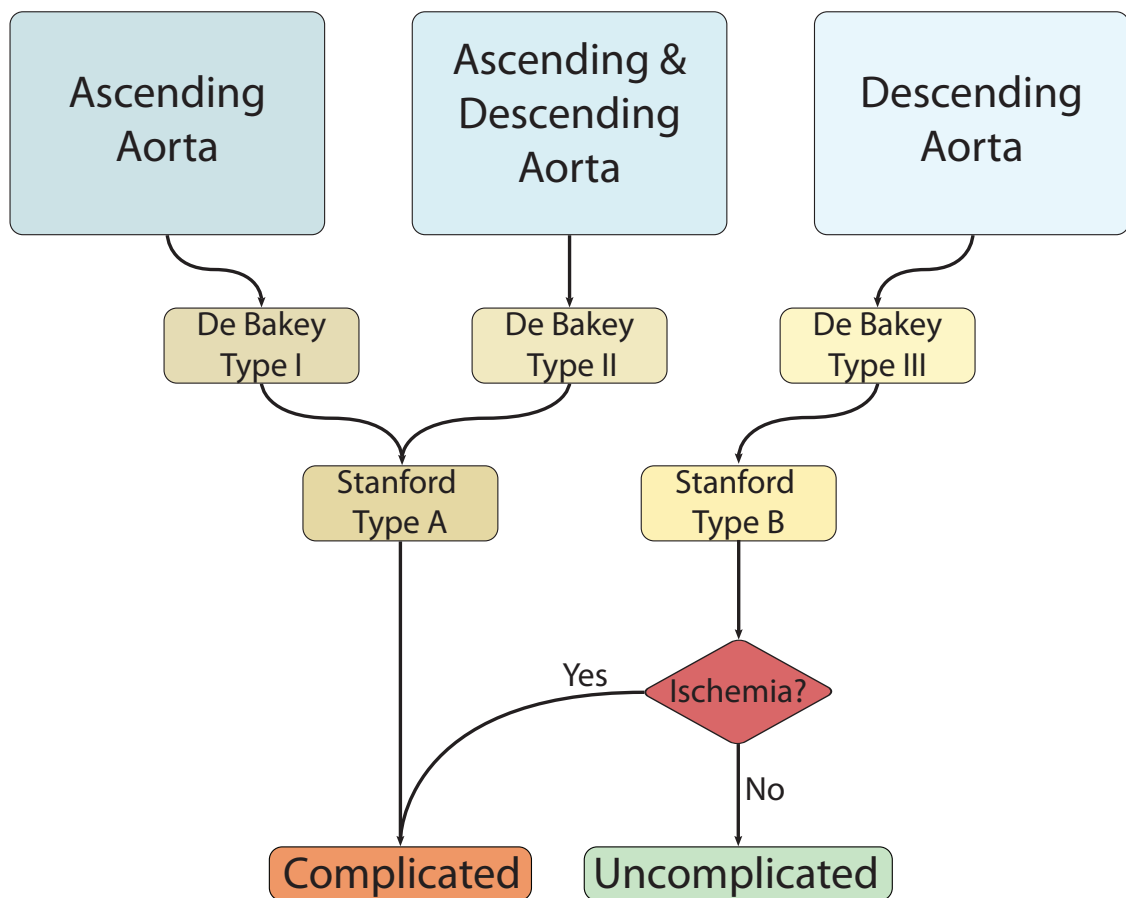 Ascending
Aorta
Ascending &
Descending
Aorta
Descending
Aorta
De Bakey
Type I
De Bakey
Type II
De Bakey
Type III
Stanford
Type A
Stanford
Type B
Ischemia?
Yes
No
Complicated
Uncomplicated